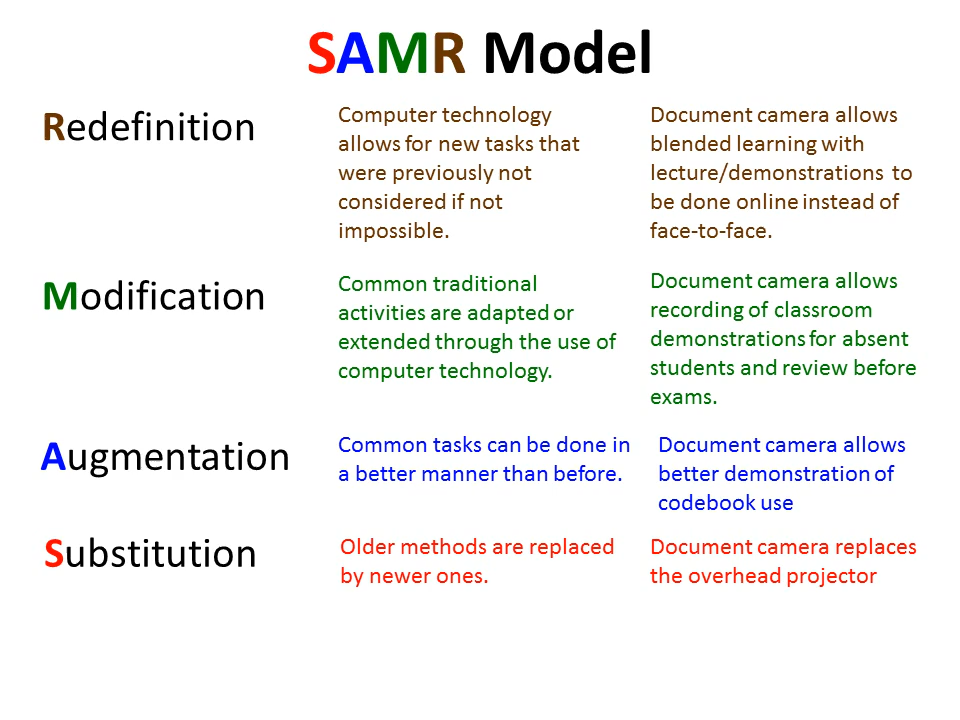 SAMR Model
Redefinition
Computer technology
allows for new tasks that
were previously not
considered if not
impossible.
Document camera allows
blended learning with
lecture/demonstrations to
be done online instead of
face-to-face.
Modification
Common traditional
activities are adapted or
extended through the use of
computer technology.
Document camera allows
recording of classroom
demonstrations for absent
students and review before
exams.
Augmentation
Common tasks can be done in
a better manner than before.
Document camera allows
better demonstration of
codebook use
Substitution
Older methods are replaced
by newer ones.
Document camera replaces
the overhead projector